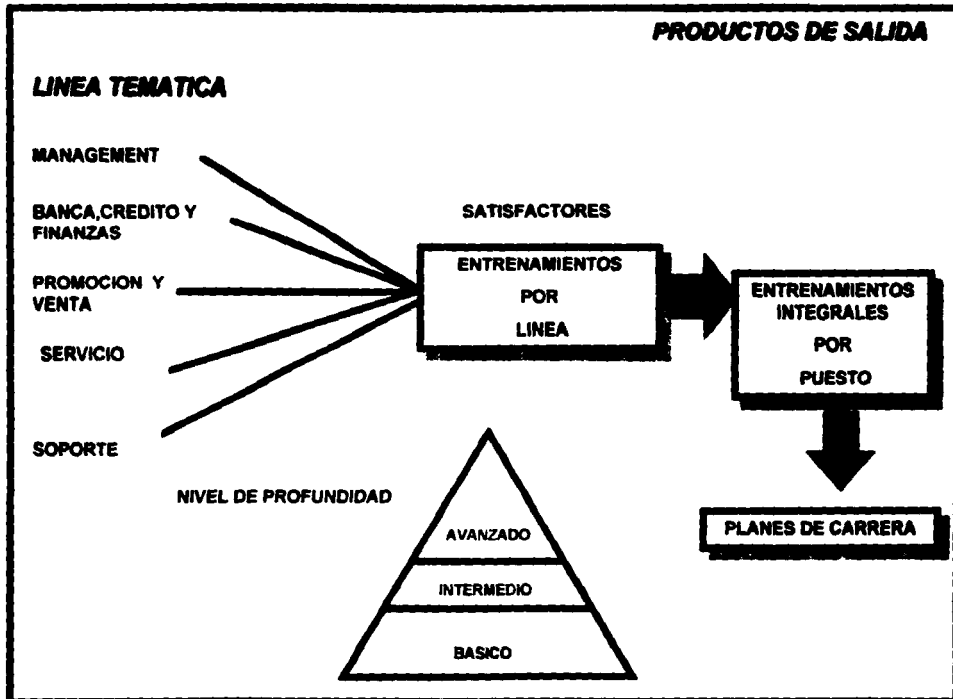 PRODUCTOS DE SALIDA
LINEA TEMATICA
MANAGEMENT
BANCA,CREDITO Y
FINANZAS
PROMOCION Y
VENTA
SERVICIO
SOPORTE
SATISFACTORES
ENTRENAMIENTOS
POR
LINEA
ENTRENAMIENTOS
INTEGRALES
POR
PUESTO
PLANES DE CARRERA
NIVEL DE PROFUNDIDAD
AVANZADO
INTERMEDIO
BASICO